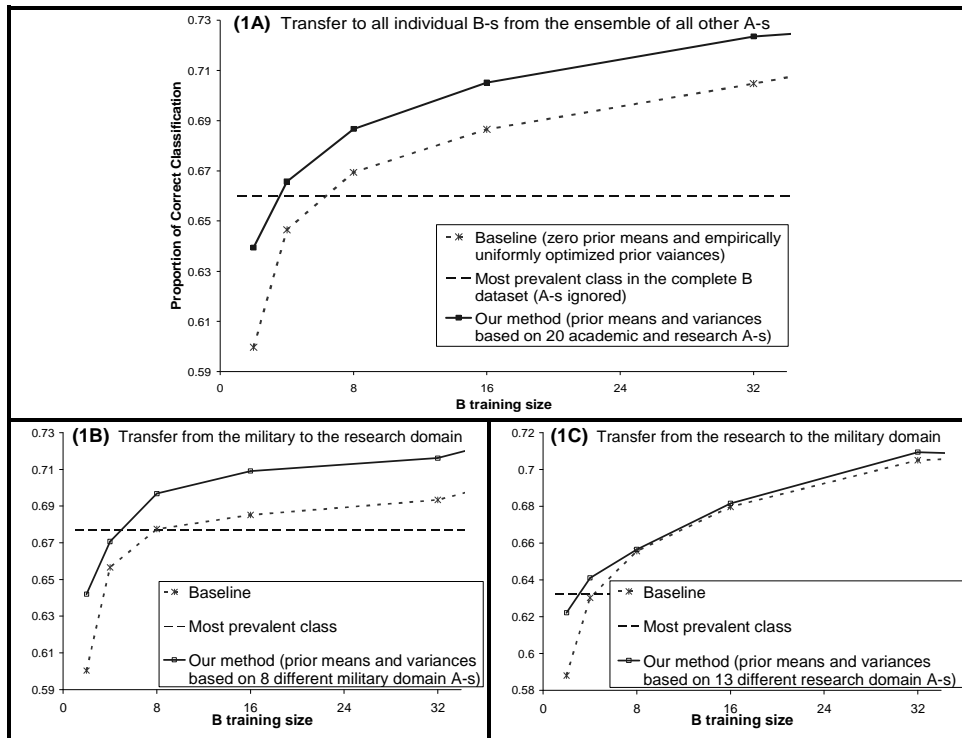 (1A) Transfer to all individual B-s from the ensemble of all other A-s
Proportion of Correct Classification
0.73
0.71
0.69
0.67
0.65
0.63
0.61
0.59
Baseline (zero prior means and empirically
uniformly optimized prior vaiances)
Most prevalent class in the complete B
dataset (A-s ignored)
Our method (prior means and variances
based on 20 academic and research A-s)
0 8 16 24 32
B training size
(1B) Transfer from the military to the research domain
0.73
0.71
0.69
0.67
0.65
0.63
0.61
0.59
Baseline
Most prevalent class
Our method (prior means and variances
based on 8 different military domain A-s)
0 8 16 24 32
B training size
(1C) Transfer from the research to the military domain
0.72
0.7
0.68
0.66
0.64
0.62
0.6
0.58
Baseline
Most prevalent class
Our method (prior means and variances
based on 13 different research domain A-s)
0 8 16 24 32
B training size